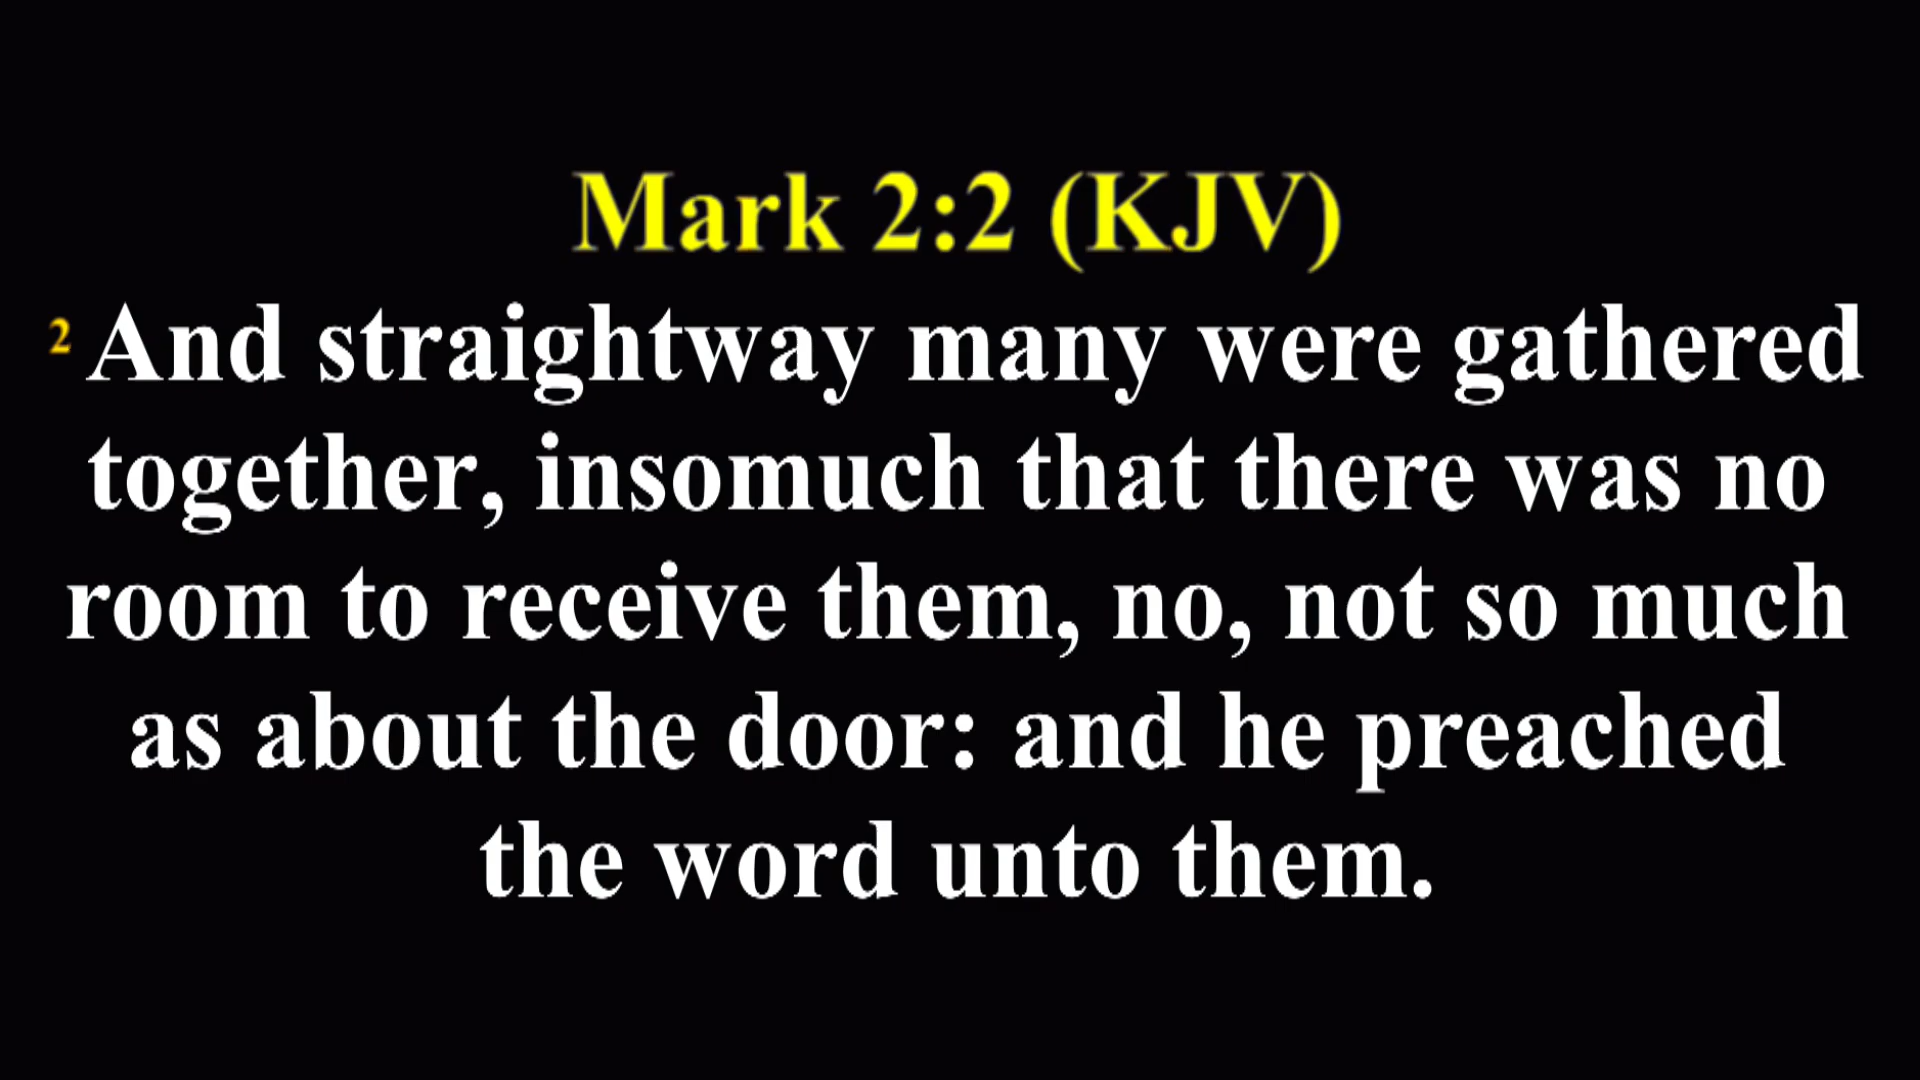 Mark 2:2 (KJV)
2 And straightway many were gathered
together, insomuch that there was no
room to receive them, no, not so much
as about the door: and he preached
the word unto them.